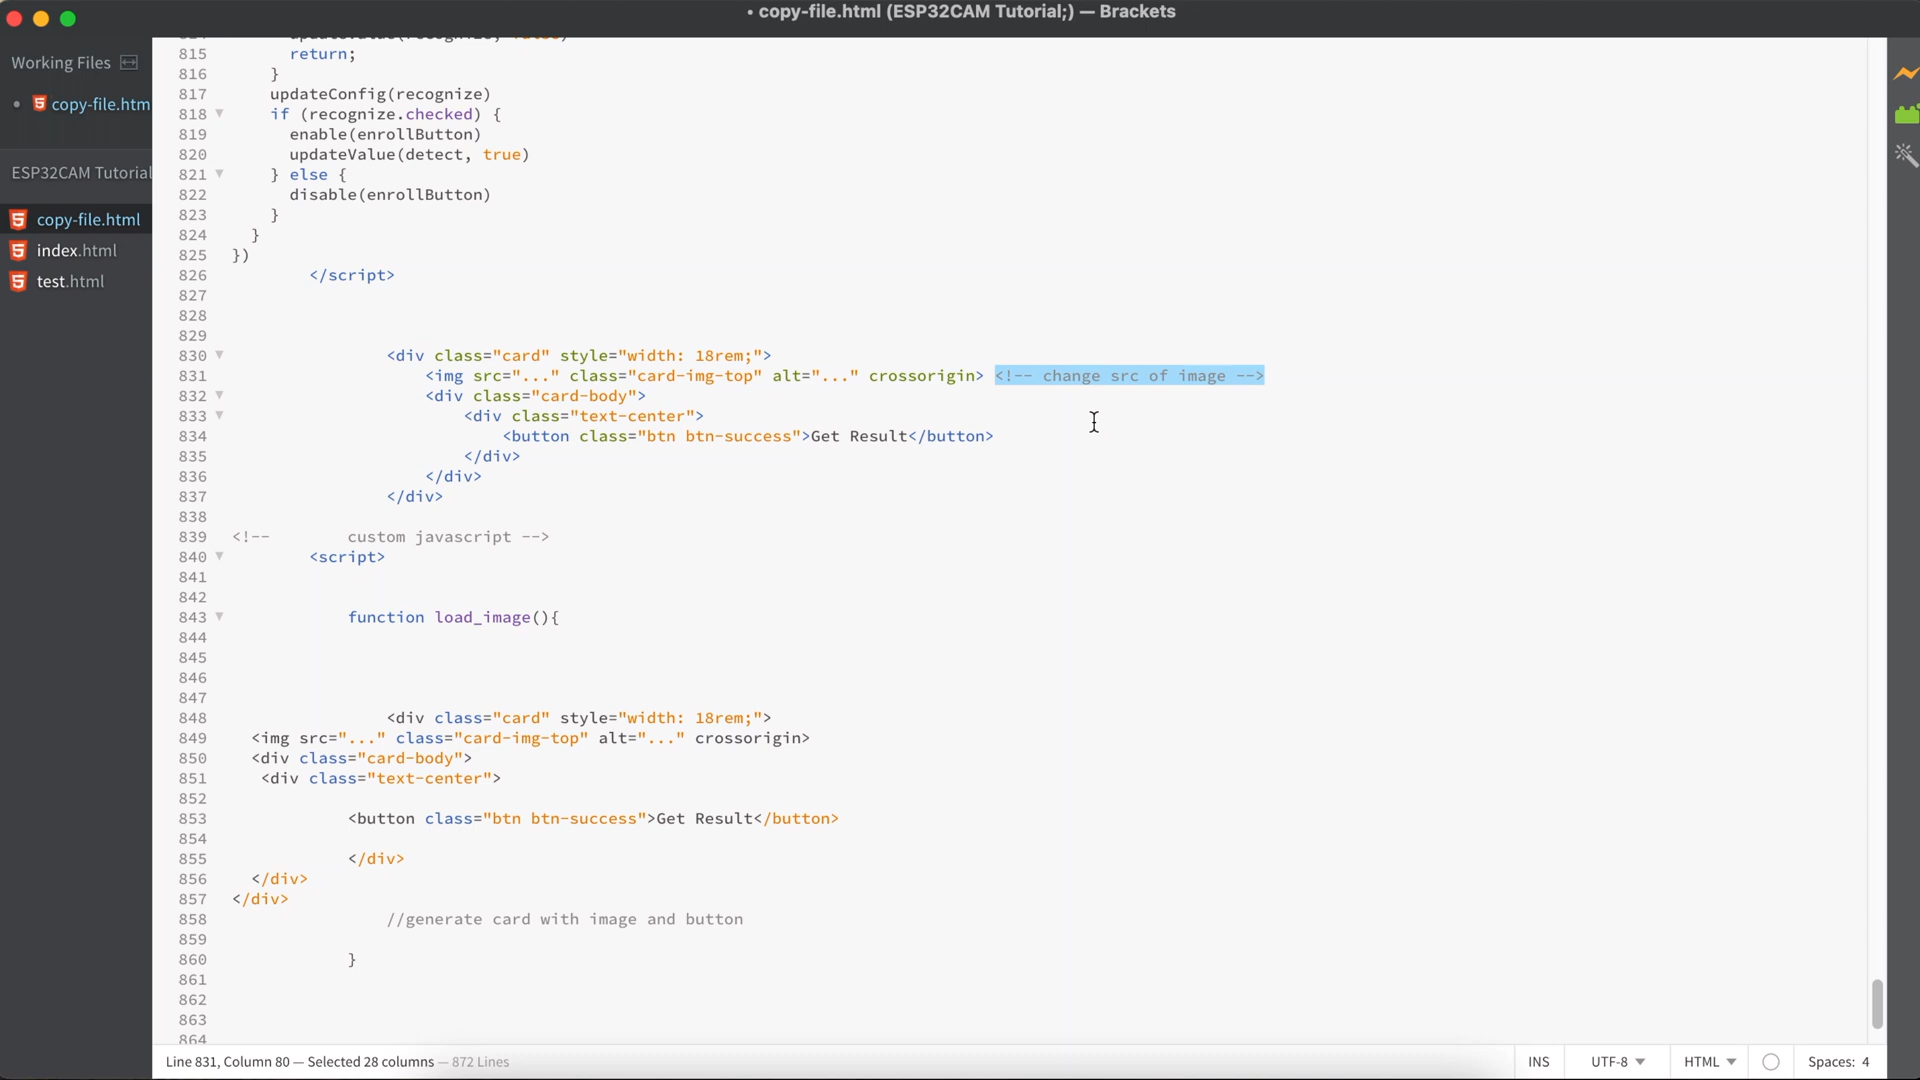 • copy-file.html (ESP32CAM Tutorial;) — Brackets
Working Files
• copy-file.htm
ESP32CAM Tutorial
copy-file.html
index.html
test.html
815 return;
816 }
817 updateConfig(recognize)
818 if (recognize.checked) {
819 enable(enrollButton)
820 updateValue(detect, true)
821 } else {
822 disable(enrollButton)
823 }
824 }
825 })
826 </script>
827
828
829
830 <div class="card" style="width: 18rem;">
831 <img src="..." class="card-img-top" alt="..." crossorigin> <!-- change src of image -->
832 <div class="card-body">
833 <div class="text-center">
834 <button class="btn btn-success">Get Result</button>
835 </div>
836 </div>
837 </div>
838
839 <!-- custom javascript -->
840 <script>
841
842
843 function load_image(){
844
845
846
847
848 <div class="card" style="width: 18rem;">
849 <img src="..." class="card-img-top" alt="..." crossorigin>
850 <div class="card-body">
851 <div class="text-center">
852
853 <button class="btn btn-success">Get Result</button>
854
855 </div>
856 </div>
857 </div>
858 //generate card with image and button
859
860 }
861
862
863
864
Line 831, Column 80 — Selected 28 columns — 872 Lines
INS UTF-8 HTML Spaces: 4